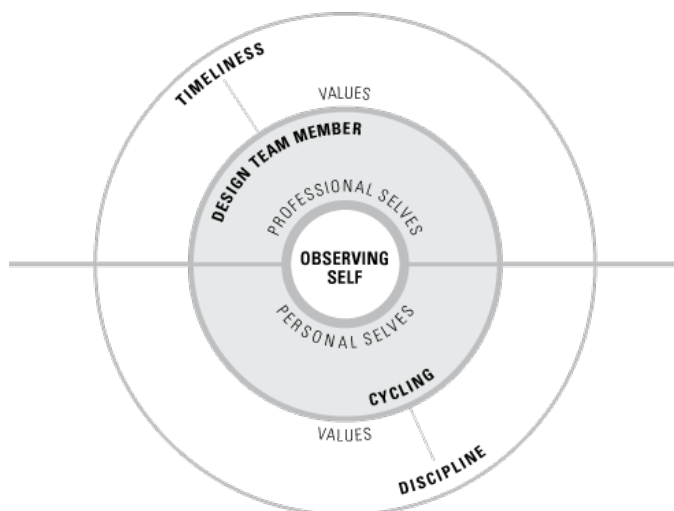 TIMELINESS
VALUES
DESIGN TEAM MEMBER
PROFESSIONAL SELVES
OBSERVING
SELF
PERSONAL SELVES
CYCLING
VALUES
DISCIPLINE